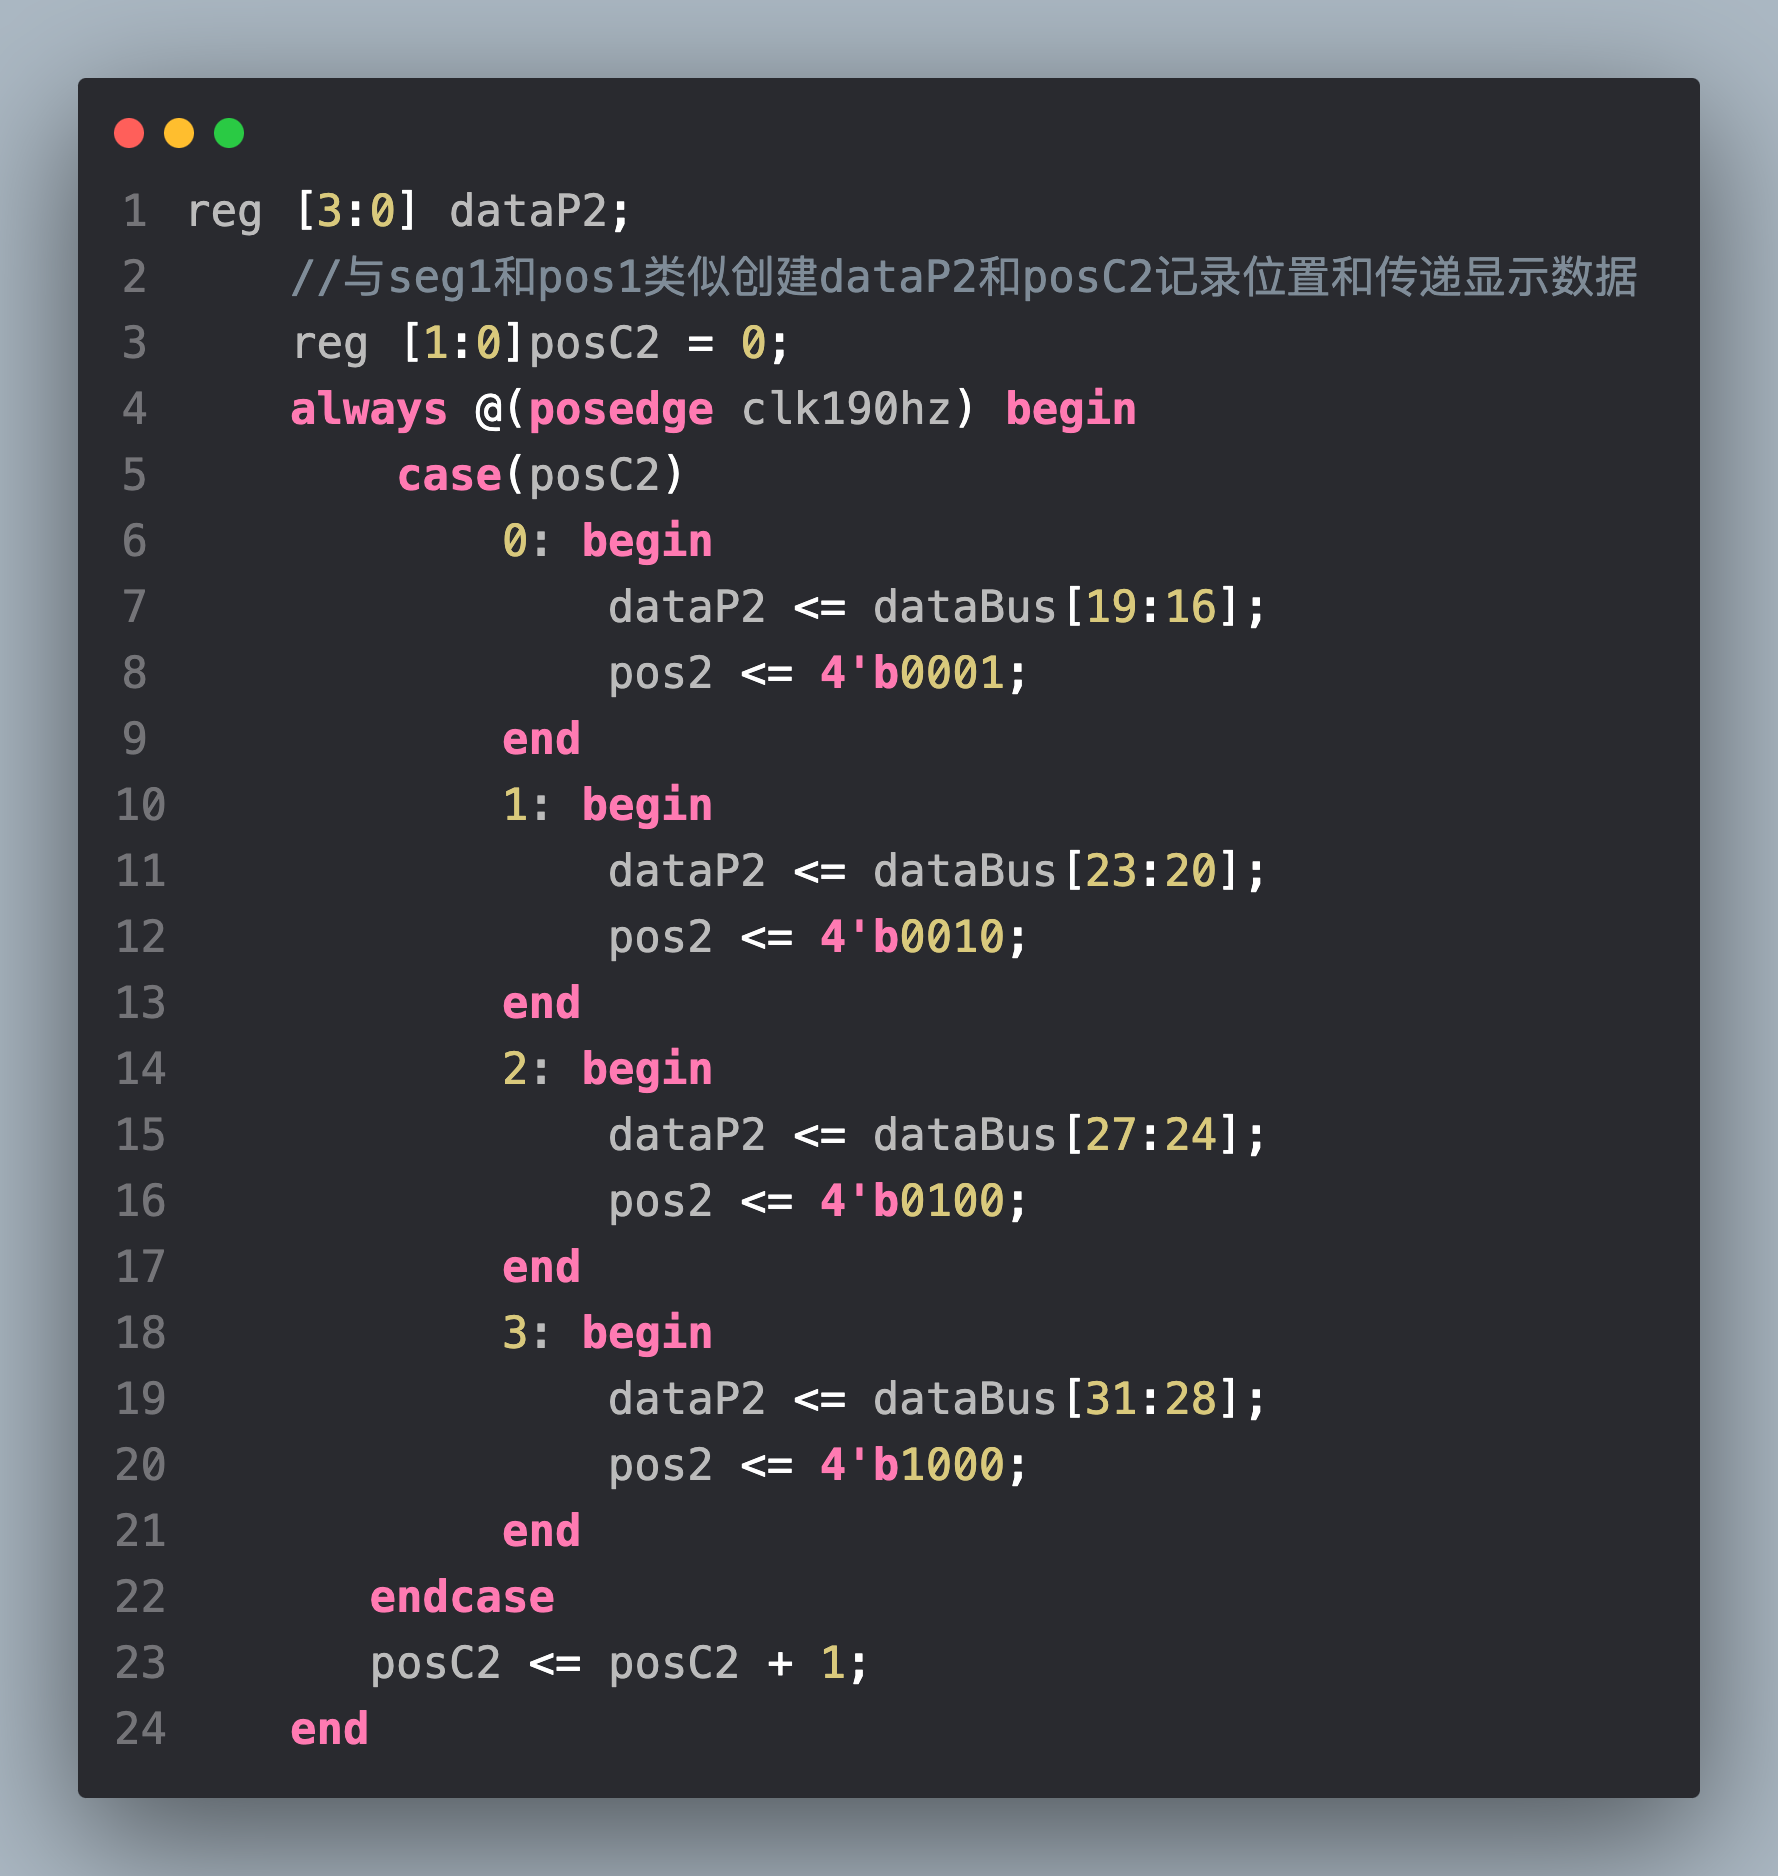 1 reg [3:0] dataP2;
2     //与seg1和pos1类似创建dataP2和posC2记录位置和传递显示数据
3     reg [1:0]posC2 = 0;
4     always @(posedge clk190hz) begin
5         case(posC2)
6             0: begin
7                 dataP2 <= dataBus[19:16];
8                 pos2 <= 4'b0001;
9             end
10             1: begin
11                 dataP2 <= dataBus[23:20];
12                 pos2 <= 4'b0010;
13             end
14             2: begin
15                 dataP2 <= dataBus[27:24];
16                 pos2 <= 4'b0100;
17             end
18             3: begin
19                 dataP2 <= dataBus[31:28];
20                 pos2 <= 4'b1000;
21             end
22        endcase
23        posC2 <= posC2 + 1;
24     end